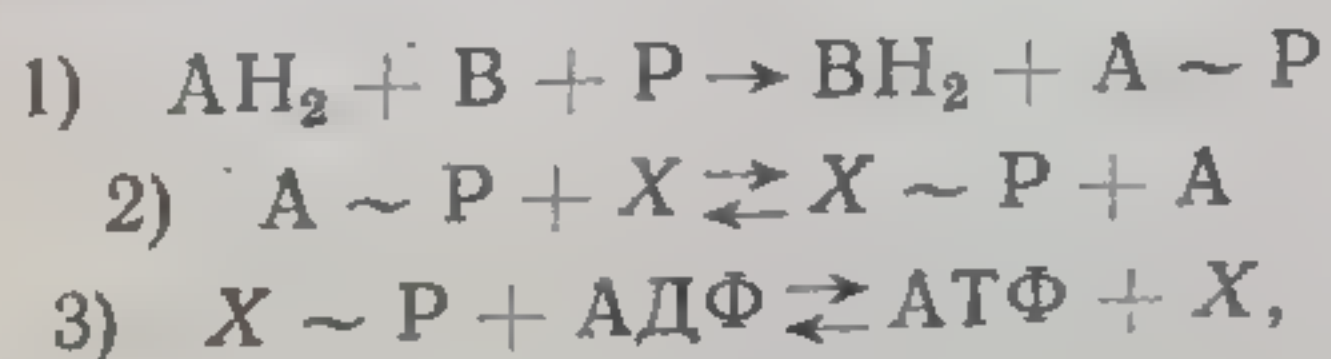 1) AH₂ + B + P → BH₂ + A ~ P
2) A ~ P + X ⇄ X ~ P + A
3) X ~ P + АДФ ⇄ АТФ + X,